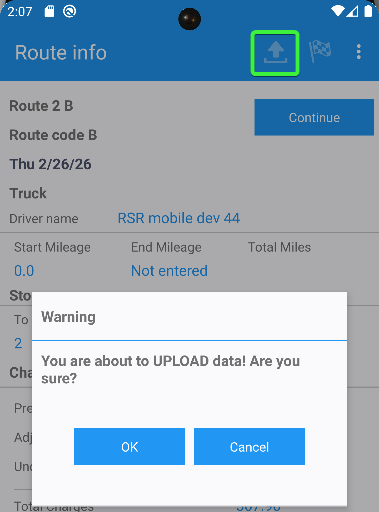 2:07
Route info
Route 2 B
Continue
Route code B
Thu 2/26/26
Truck
Driver name RSR mobile dev 44
Start Mileage End Mileage Total Miles
0.0 Not entered
Sto
To
2
Warning
You are about to UPLOAD data! Are you
sure?
Cha
Pre
Adj
OK Cancel
Und
Total Charges 567.90